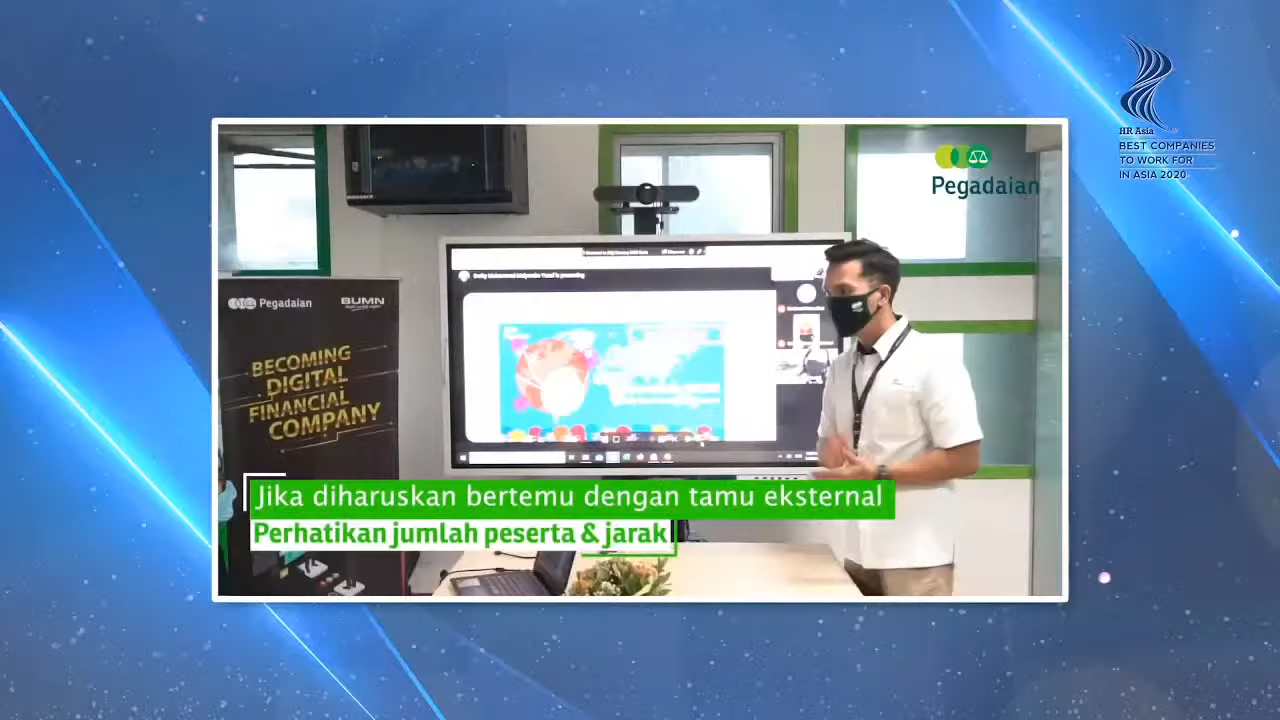 HR Asia
BEST COMPANIES
TO WORK FOR
IN ASIA 2020
Pegadaian
Pegadaian
BUMN
BECOMING
DIGITAL
FINANCIAL
COMPANY
Jika diharuskan bertemu dengan tamu eksternal
Perhatikan jumlah peserta & jarak